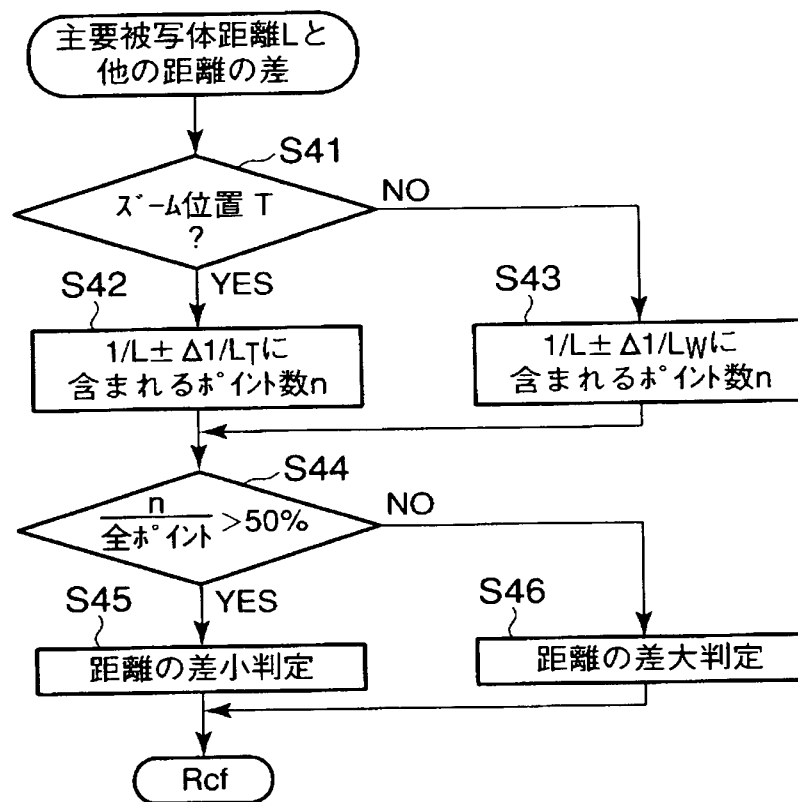 主要被写体距離Lと
他の距離の差
S41
ズーム位置 T
?
NO
YES
S42
1/L± Δ1/LTに
含まれるポイント数n
S43
1/L± Δ1/LWに
含まれるポイント数n
S44
n
全ポイント >50%
NO
YES
S45
距離の差小判定
S46
距離の差大判定
Rcf